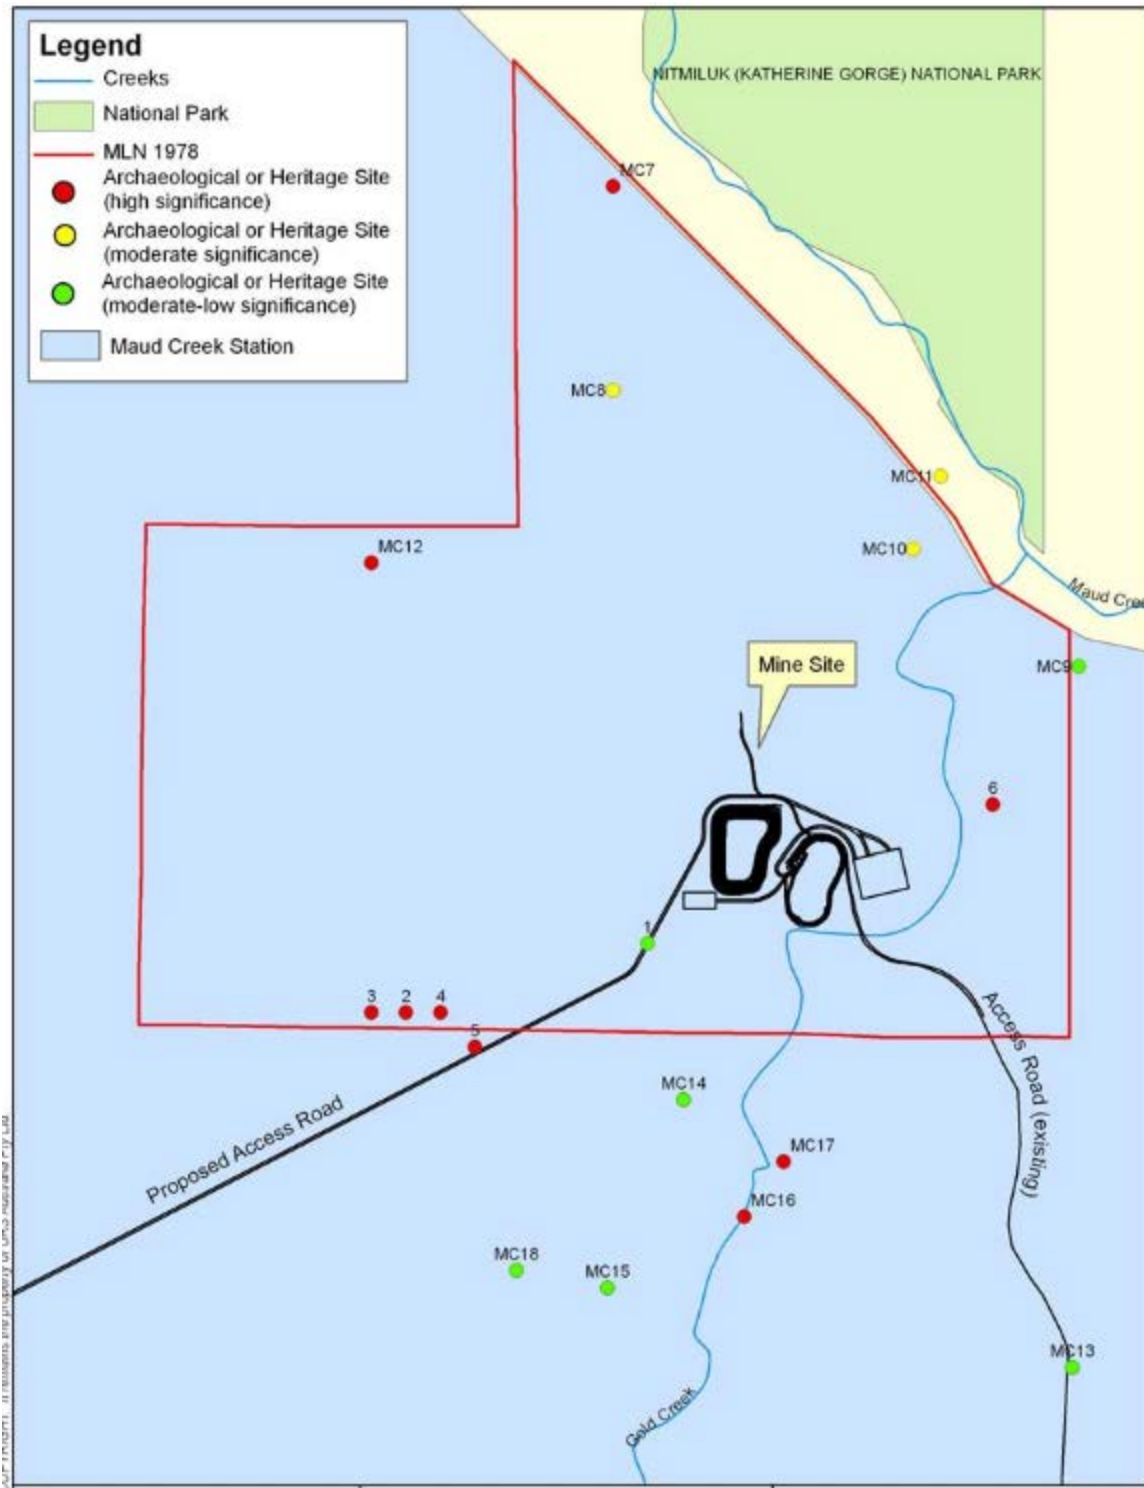 Legend
Creeks
National Park
MLN 1978
Archaeological or Heritage Site
(high significance)
Archaeological or Heritage Site
(moderate significance)
Archaeological or Heritage Site
(moderate-low significance)
Maud Creek Station
NITMILUK (KATHERINE GORGE) NATIONAL PARK
MC7
MC8
MC11
MC12
MC10
Maud Cree
Mine Site
MC9
6
1
3 2 4
5
Access Road (existing)
MC14
Proposed Access Road
MC17
MC16
MC18
MC15
MC13
Gold Creek